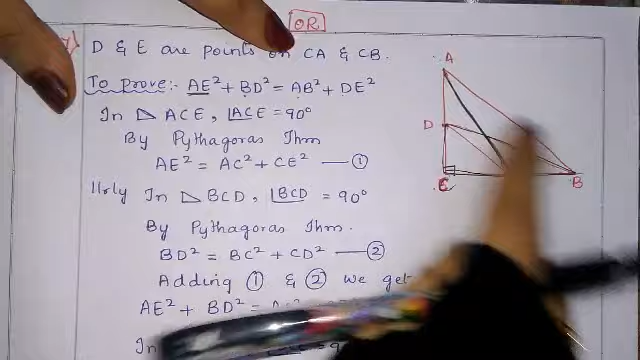 OR
D & E are points on CA & CB.
To prove:- AE² + BD² = AB² + DE²
In △ ACE, ∠ACE = 90°
By Pythagoras Thm
AE² = AC² + CE² — ①
lllrly In △ BCD, ∠BCD = 90°
By Pythagoras Thm.
BD² = BC² + CD² — ②
Adding ① & ② we get
AE² + BD² =
In
A
D
B